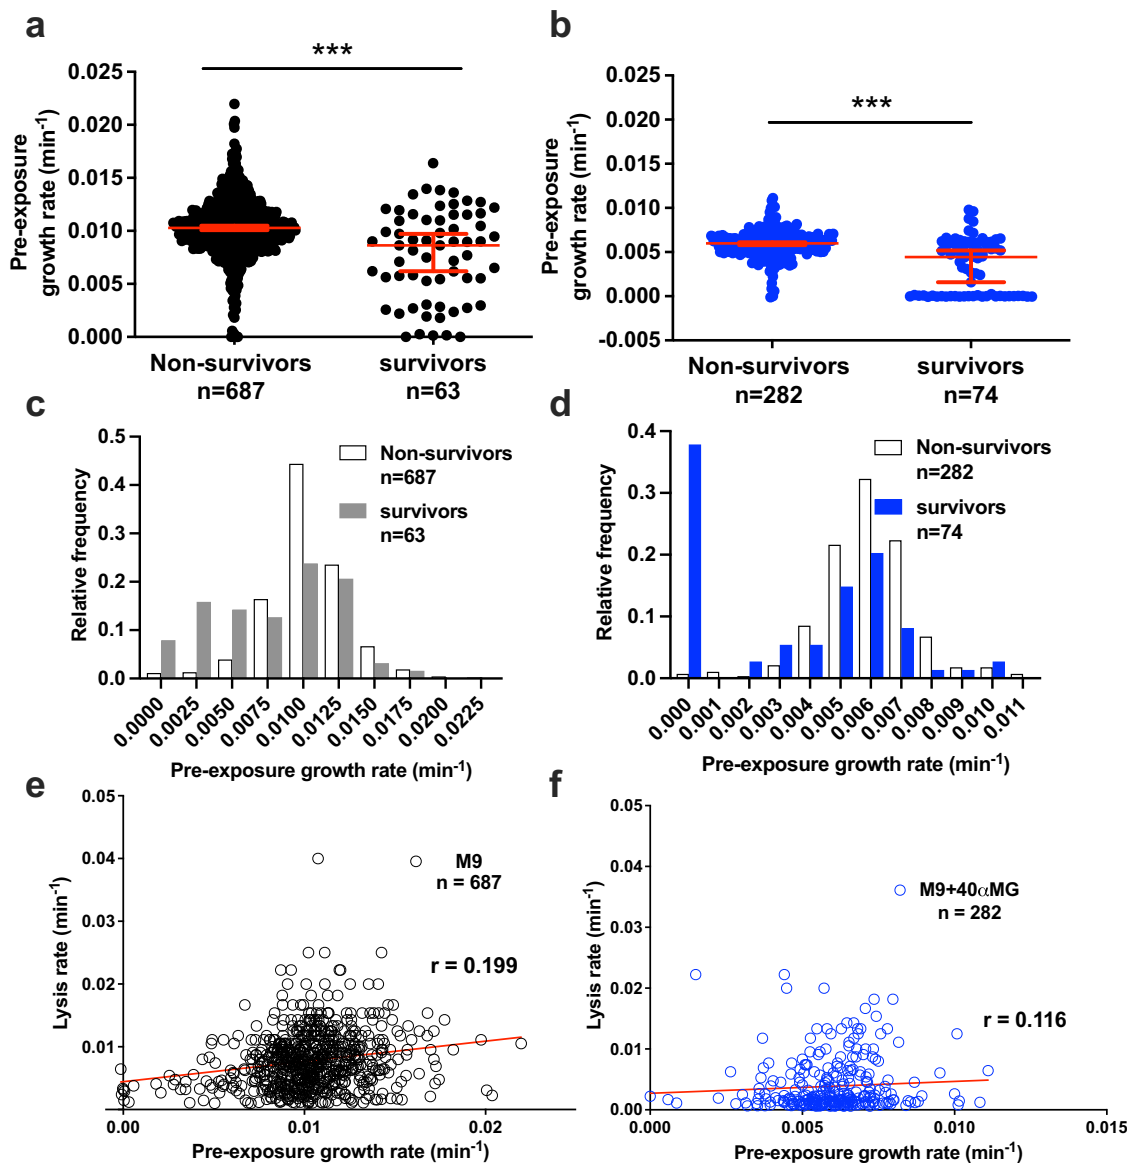 a
***
0.025
0.020
0.015
0.010
0.005
0.000
Pre-exposure
growth rate (min⁻¹)
Non-survivors
n=687
survivors
n=63
b
***
0.025
0.020
0.015
0.010
0.005
0.000
-0.005
Pre-exposure
growth rate (min⁻¹)
Non-survivors
n=282
survivors
n=74
c
0.5
0.4
0.3
0.2
0.1
0.0
Relative frequency
Non-survivors
n=687
survivors
n=63
0.0000
0.0025
0.0050
0.0075
0.0100
0.0125
0.0150
0.0175
0.0200
0.0225
Pre-exposure growth rate (min⁻¹)
d
0.4
0.3
0.2
0.1
0.0
Relative frequency
Non-survivors
n=282
survivors
n=74
0.000
0.001
0.002
0.003
0.004
0.005
0.006
0.007
0.008
0.009
0.010
0.011
Pre-exposure growth rate (min⁻¹)
e
0.05
0.04
0.03
0.02
0.01
Lysis rate (min⁻¹)
M9
n = 687
r = 0.199
0.00
0.01
0.02
Pre-exposure growth rate (min⁻¹)
f
0.05
0.04
0.03
0.02
0.01
0.00
Lysis rate (min⁻¹)
M9+40αMG
n = 282
r = 0.116
0.000
0.005
0.010
0.015
Pre-exposure growth rate (min⁻¹)